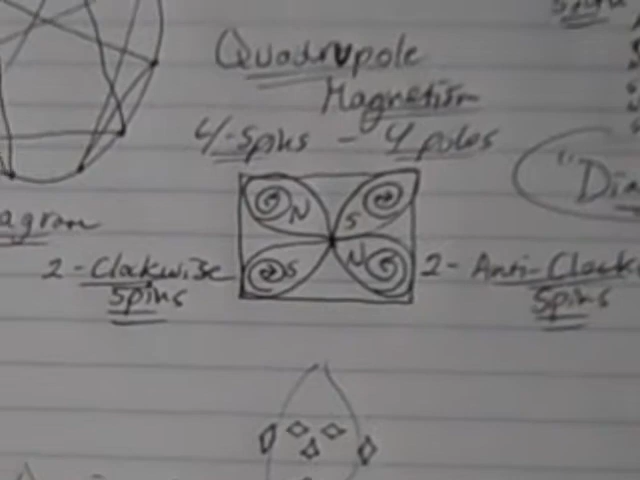 Quadrupole
Magnetism
4-Spins - 4 poles
N S
S N
2-Clockwise
Spins
2-Anti-Clock
Spins
agram
"Dia